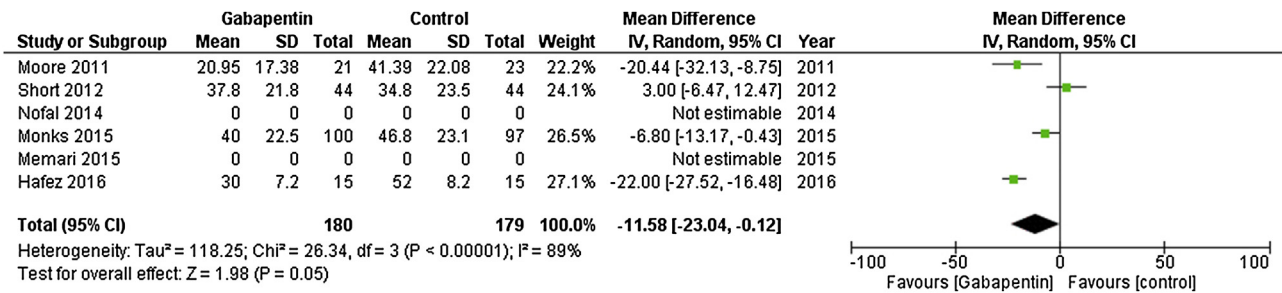 Gabapentin Control Mean Difference Mean Difference
Study or Subgroup Mean SD Total Mean SD Total Weight IV, Random, 95% CI Year IV, Random, 95% CI
Moore 2011 20.95 17.38 21 41.39 22.08 23 22.2% -20.44 [-32.13, -8.75] 2011
Short 2012 37.8 21.8 44 34.8 23.5 44 24.1% 3.00 [-6.47, 12.47] 2012
Nofal 2014 0 0 0 0 0 0 Not estimable 2014
Monks 2015 40 22.5 100 46.8 23.1 97 26.5% -6.80 [-13.17, -0.43] 2015
Memari 2015 0 0 0 0 0 0 Not estimable 2015
Hafez 2016 30 7.2 15 52 8.2 15 27.1% -22.00 [-27.52, -16.48] 2016
Total (95% CI) 180 179 100.0% -11.58 [-23.04, -0.12]
Heterogeneity: Tau² = 118.25; Chi² = 26.34, df = 3 (P < 0.00001); I² = 89%
Test for overall effect: Z = 1.98 (P = 0.05)
-100 -50 0 50 100
Favours [Gabapentin] Favours [control]